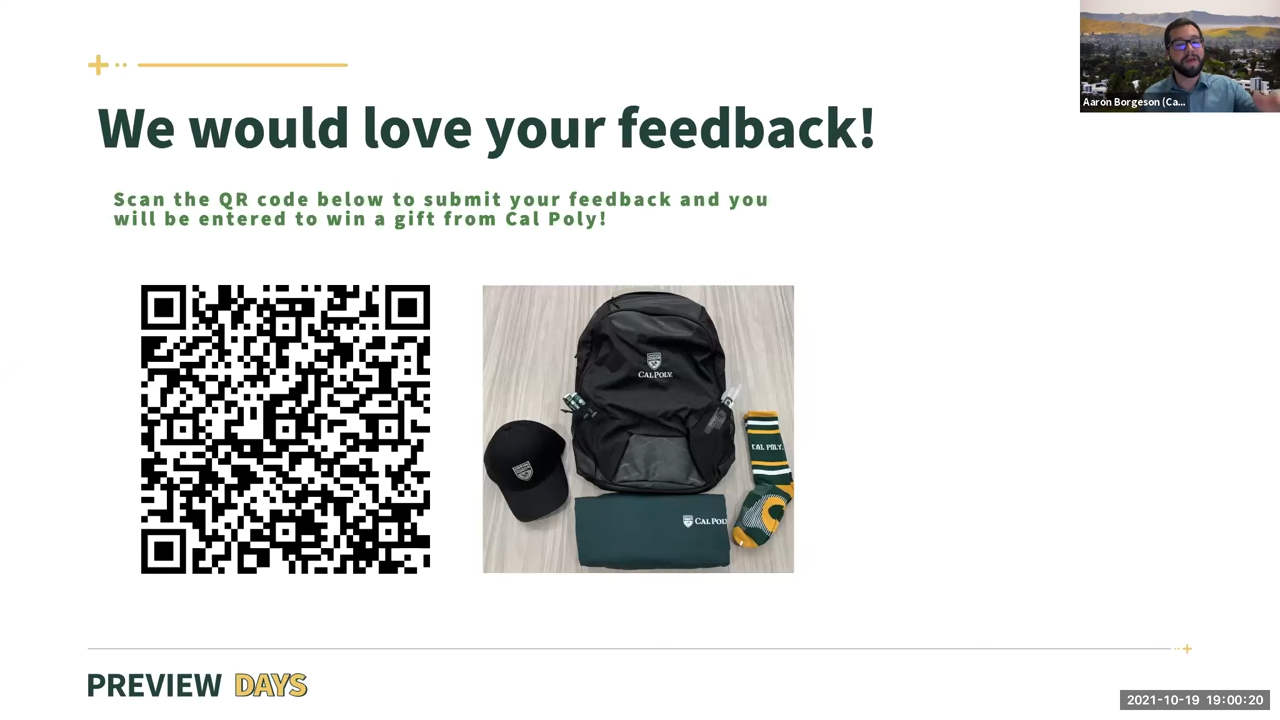 We would love your feedback!
Scan the QR code below to submit your feedback and you
will be entered to win a gift from Cal Poly!
Aaron Borgeson (Ca...
CAL POLY.
CAL POLY.
CAL POL
PREVIEW DAYS
2021-10-19 19:00:20